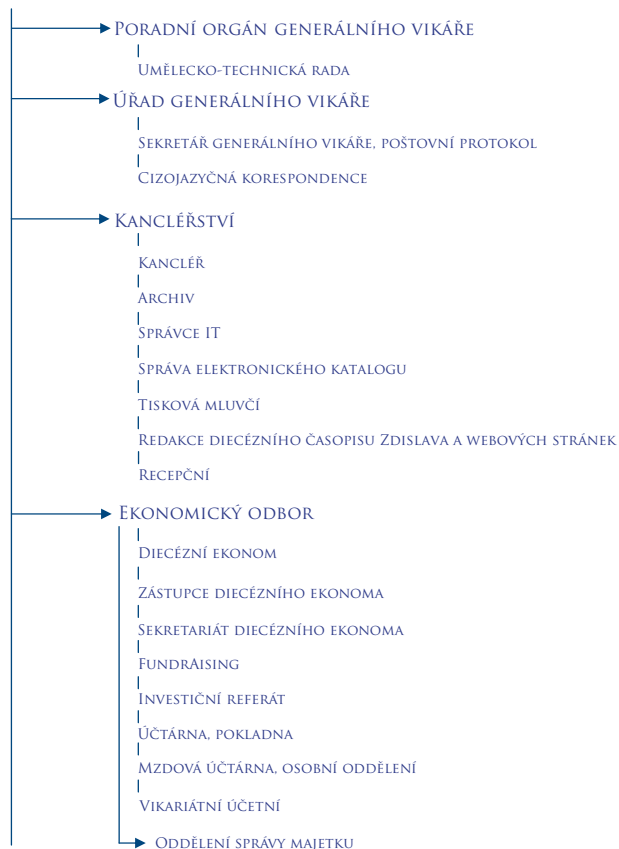 Poradní orgán generálního vikáře
Umělecko-technická rada
Úřad generálního vikáře
Sekretář generálního vikáře, poštovní protokol
Cizojazyčná korespondence
Kancléřství
Kancléř
Archiv
Správce IT
Správa elektronického katalogu
Tisková mluvčí
Redakce diecézního časopisu Zdislava a webových stránek
Recepční
Ekonomický odbor
Diecézní ekonom
Zástupce diecézního ekonoma
Sekretariát diecézního ekonoma
FundrAising
Investiční referát
Účtárna, pokladna
Mzdová účtárna, osobní oddělení
Vikariátní účetní
Oddělení správy majetku